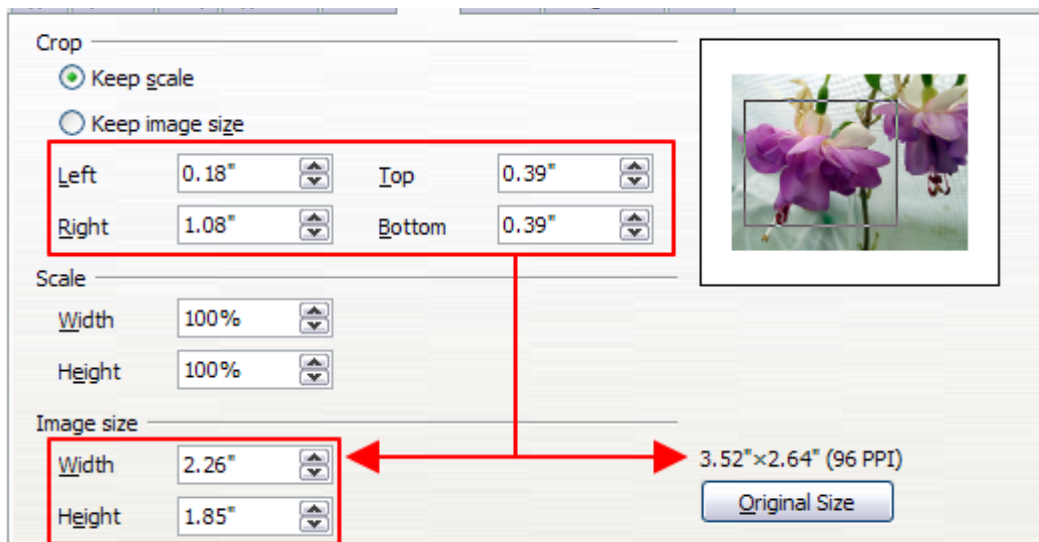 Crop
Keep scale
Keep image size
Left 0.18" Top 0.39"
Right 1.08" Bottom 0.39"
Scale
Width 100%
Height 100%
Image size
Width 2.26" 3.52"×2.64" (96 PPI)
Height 1.85" Original Size